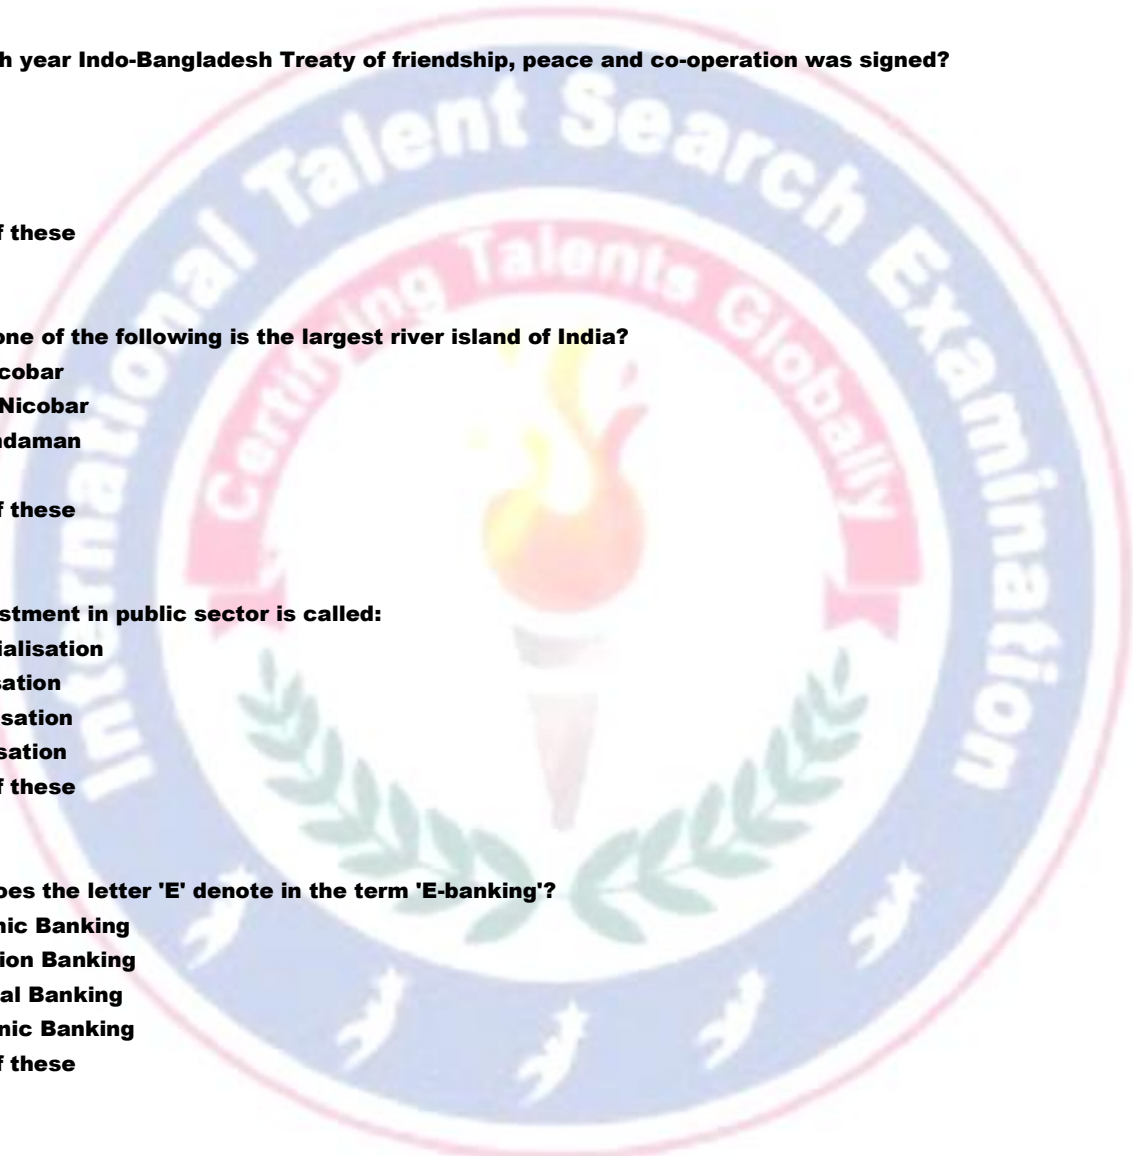 h year Indo-Bangladesh Treaty of friendship, peace and co-operation was signed?
f these
one of the following is the largest river island of India?
cobar
Nicobar
ndaman
f these
stment in public sector is called:
ialisation
sation
isation
sation
f these
oes the letter 'E' denote in the term 'E-banking'?
nic Banking
ion Banking
al Banking
nic Banking
f these
International Talent Search Examination
Certifying Talents Globally